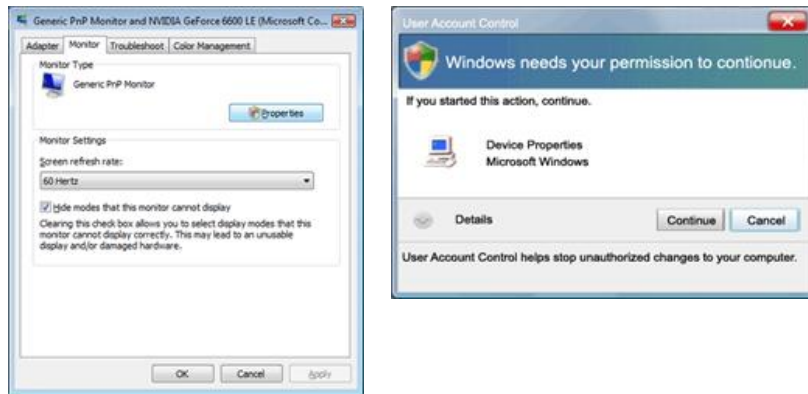 Generic PnP Monitor and NVIDIA GeForce 6600 LE (Microsoft Co...
Adapter Monitor Troubleshoot Color Management
Monitor Type
Generic PnP Monitor
Properties
Monitor Settings
Screen refresh rate:
60 Hertz
Hide modes that this monitor cannot display
Clearing this check box allows you to select display modes that this
monitor cannot display correctly. This may lead to an unusable
display and/or damaged hardware.
OK Cancel Apply
User Account Control
Windows needs your permission to contionue.
If you started this action, continue.
Device Properties
Microsoft Windows
Details Continue Cancel
User Account Control helps stop unauthorized changes to your computer.